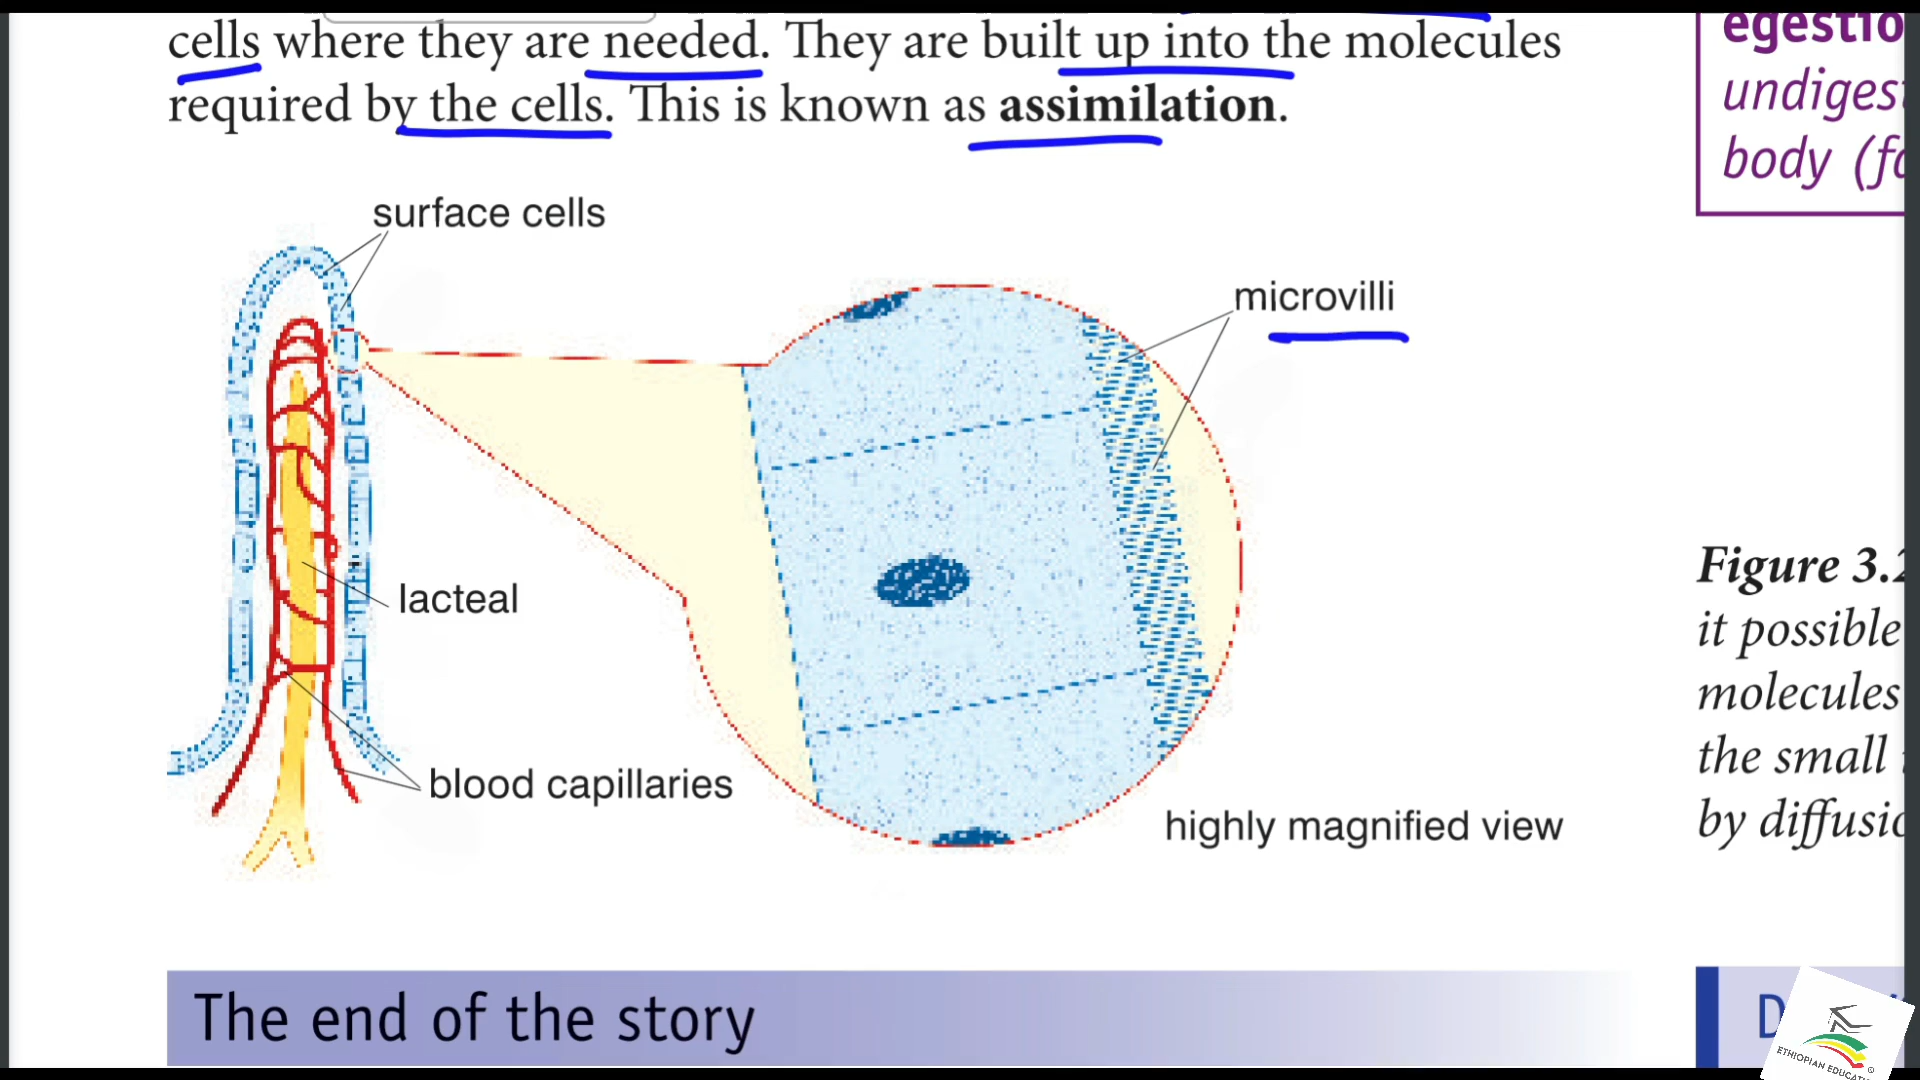 cells where they are needed. They are built up into the molecules
required by the cells. This is known as assimilation.
surface cells
microvilli
lacteal
blood capillaries
highly magnified view
The end of the story
undiges
body
Figure 3.2
it possible
molecules
the small
by diffusi
ETHIOPIAN